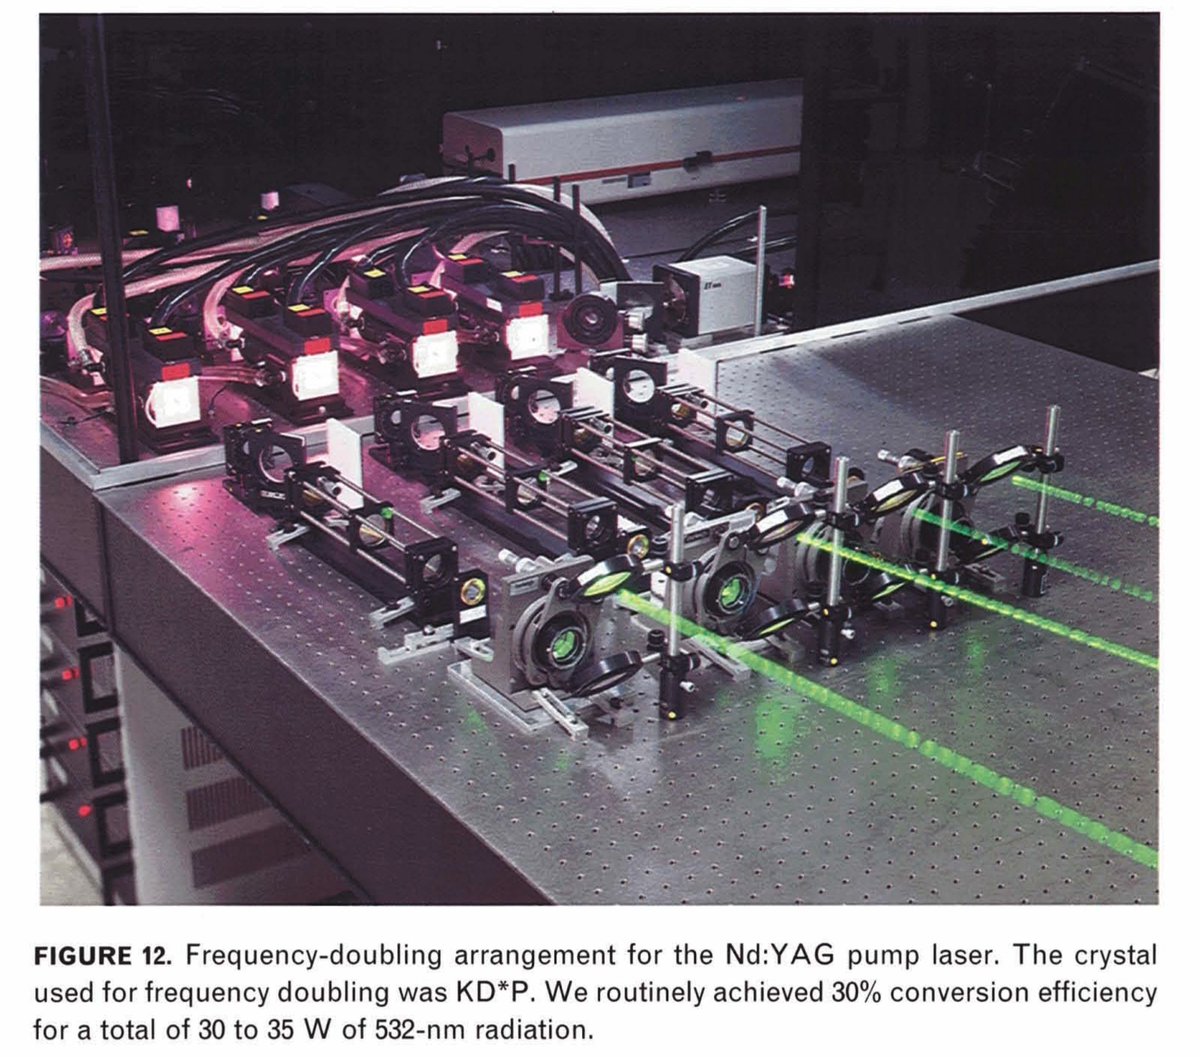 FIGURE 12. Frequency-doubling arrangement for the Nd:YAG pump laser. The crystal
used for frequency doubling was KD*P. We routinely achieved 30% conversion efficiency
for a total of 30 to 35 W of 532-nm radiation.